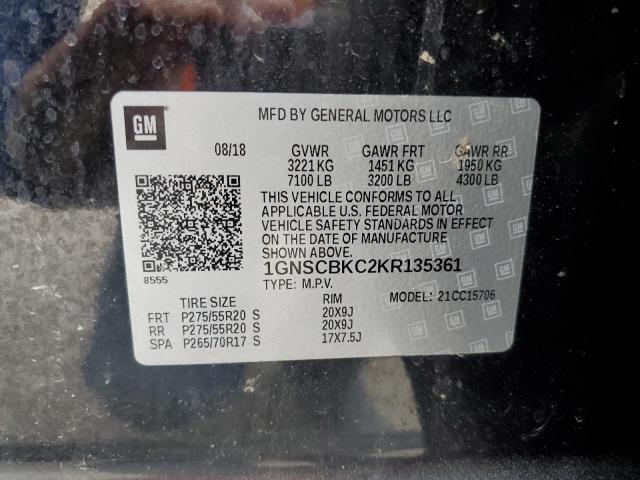 GM
MFD BY GENERAL MOTORS LLC
08/18 GVWR GAWR FRT GAWR RR
3221 KG 1451 KG 1950 KG
7100 LB 3200 LB 4300 LB
THIS VEHICLE CONFORMS TO ALL
APPLICABLE U.S. FEDERAL MOTOR
VEHICLE SAFETY STANDARDS IN EFFECT
ON THE DATE OF MANUFACTURE
SHOWN ABOVE.
1GNSCBKC2KR135361
8555
TYPE: M.P.V. MODEL: 21CC15706
TIRE SIZE RIM
FRT P275/55R20 S 20X9J
RR P275/55R20 S 20X9J
SPA P265/70R17 S 17X7.5J